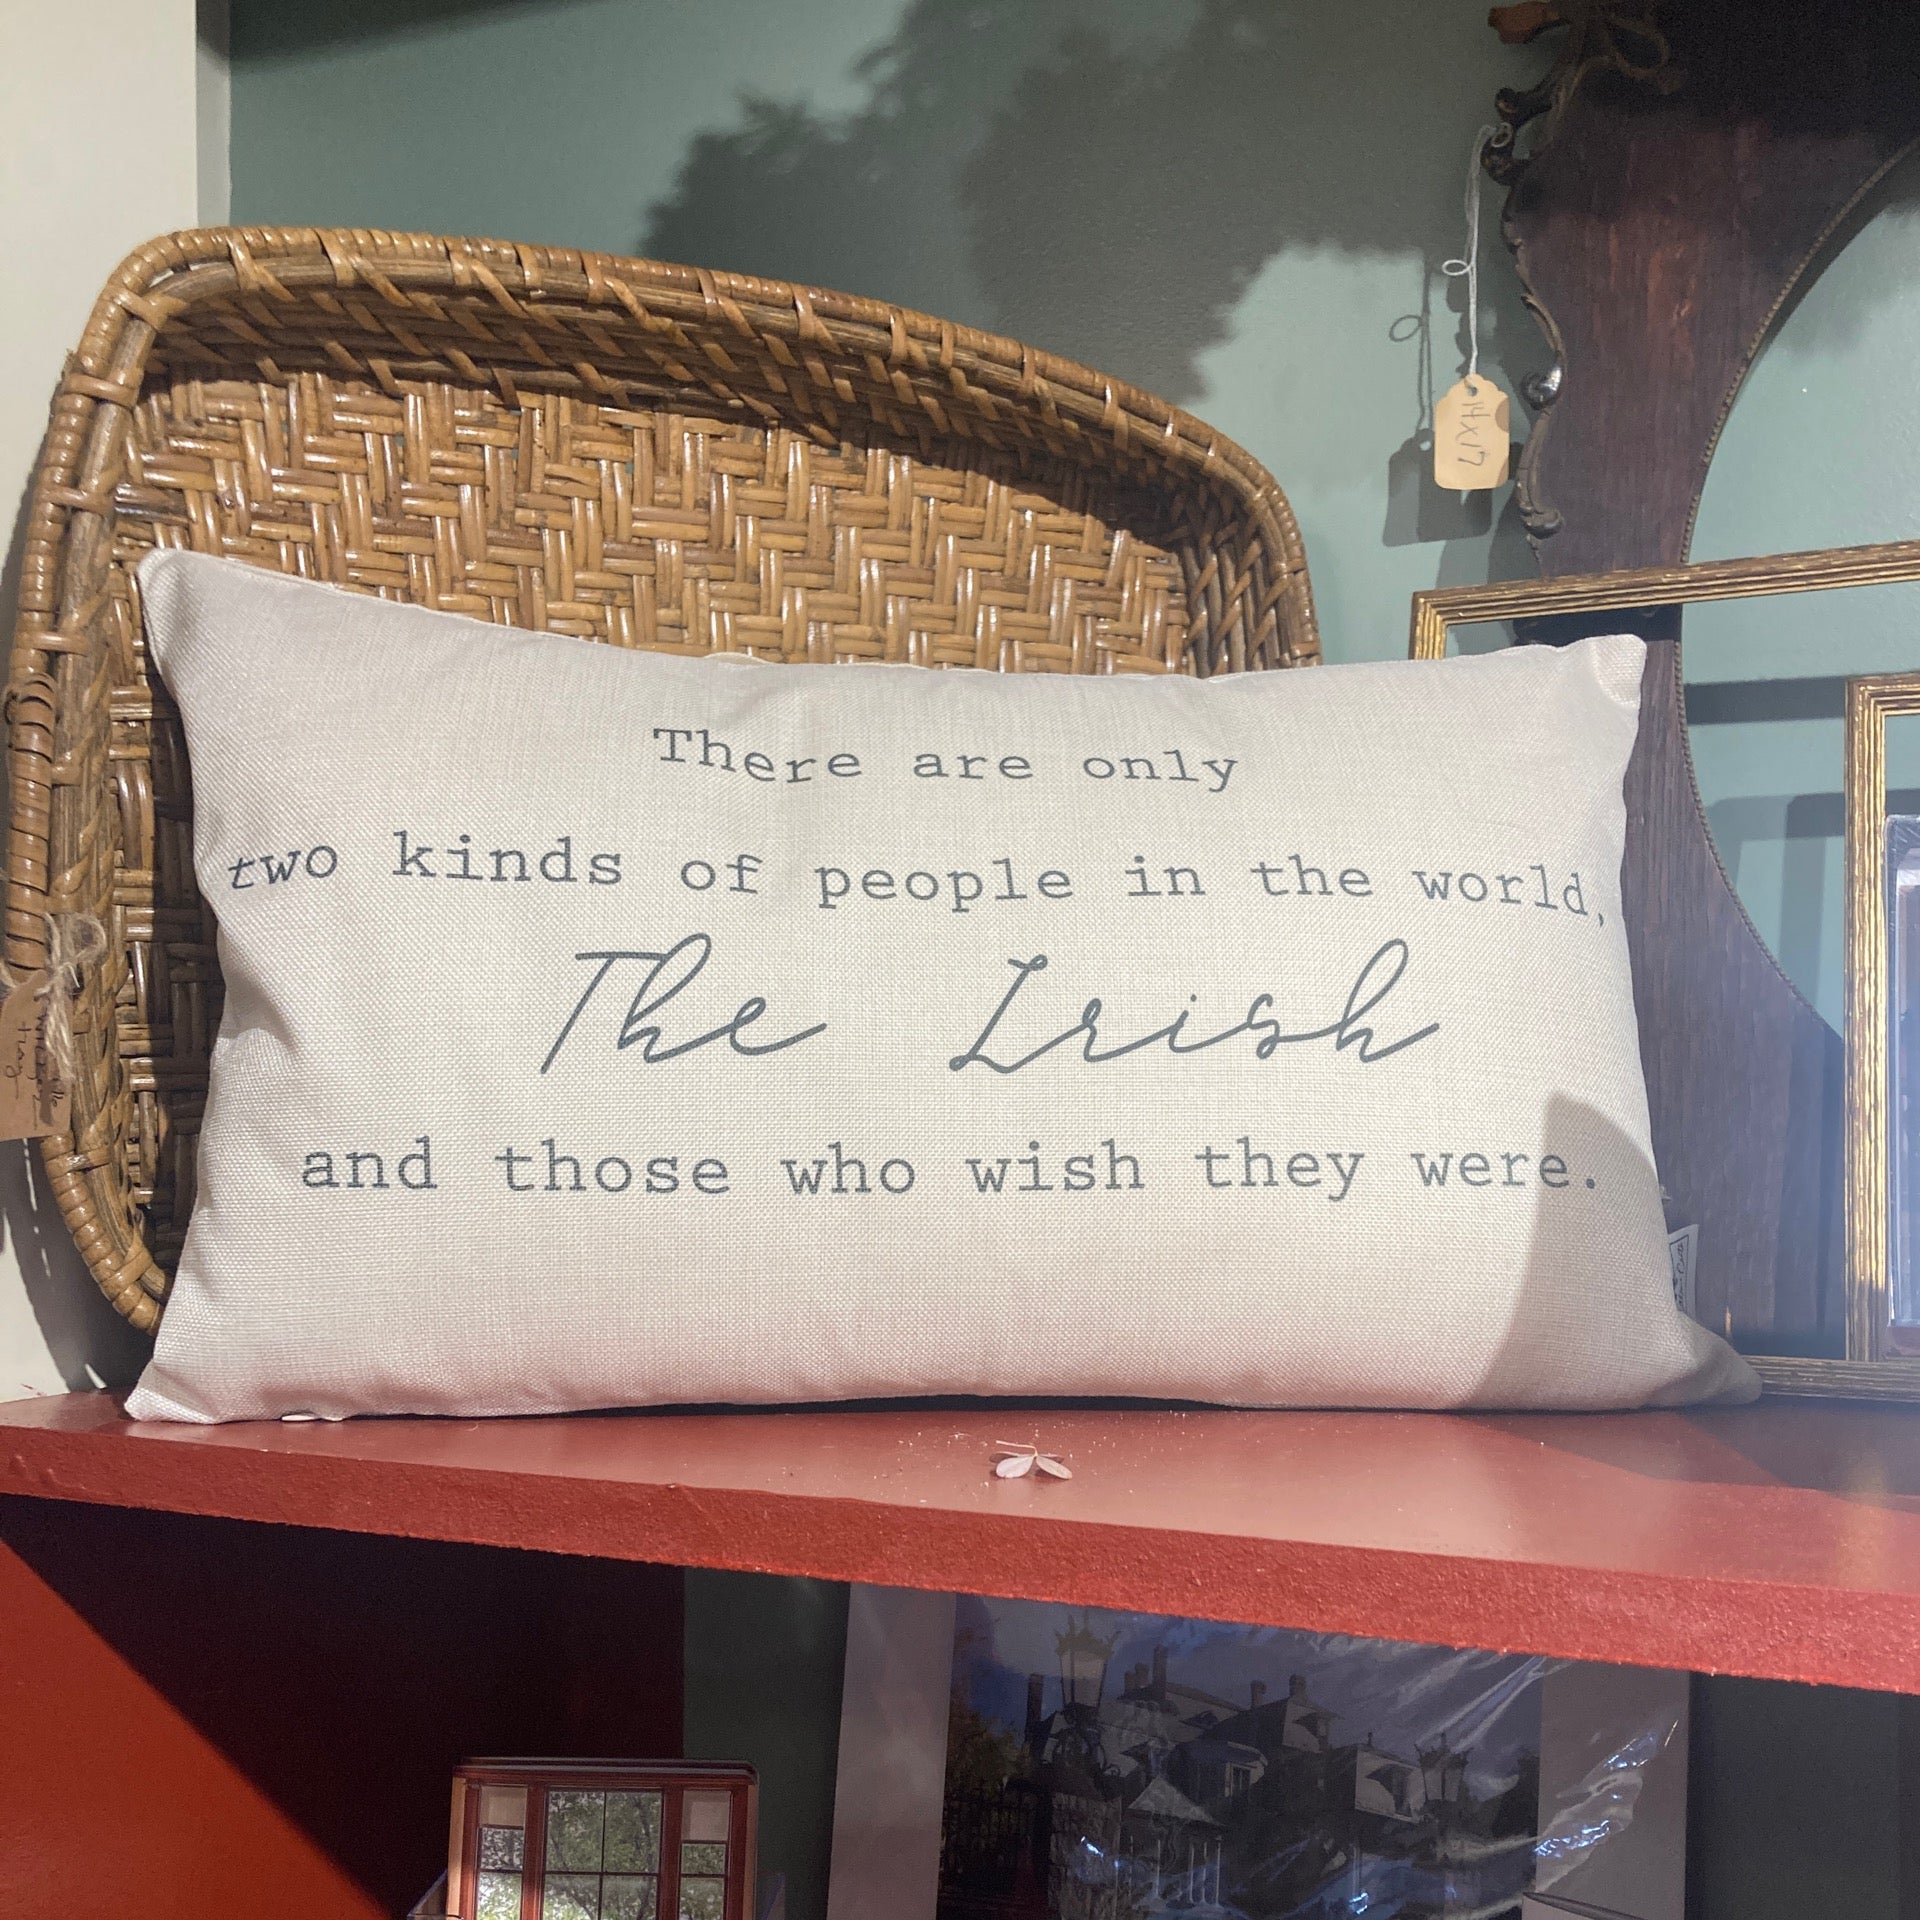 There are only
two kinds of people in the world,
The Irish
and those who wish they were.
14x17
tray